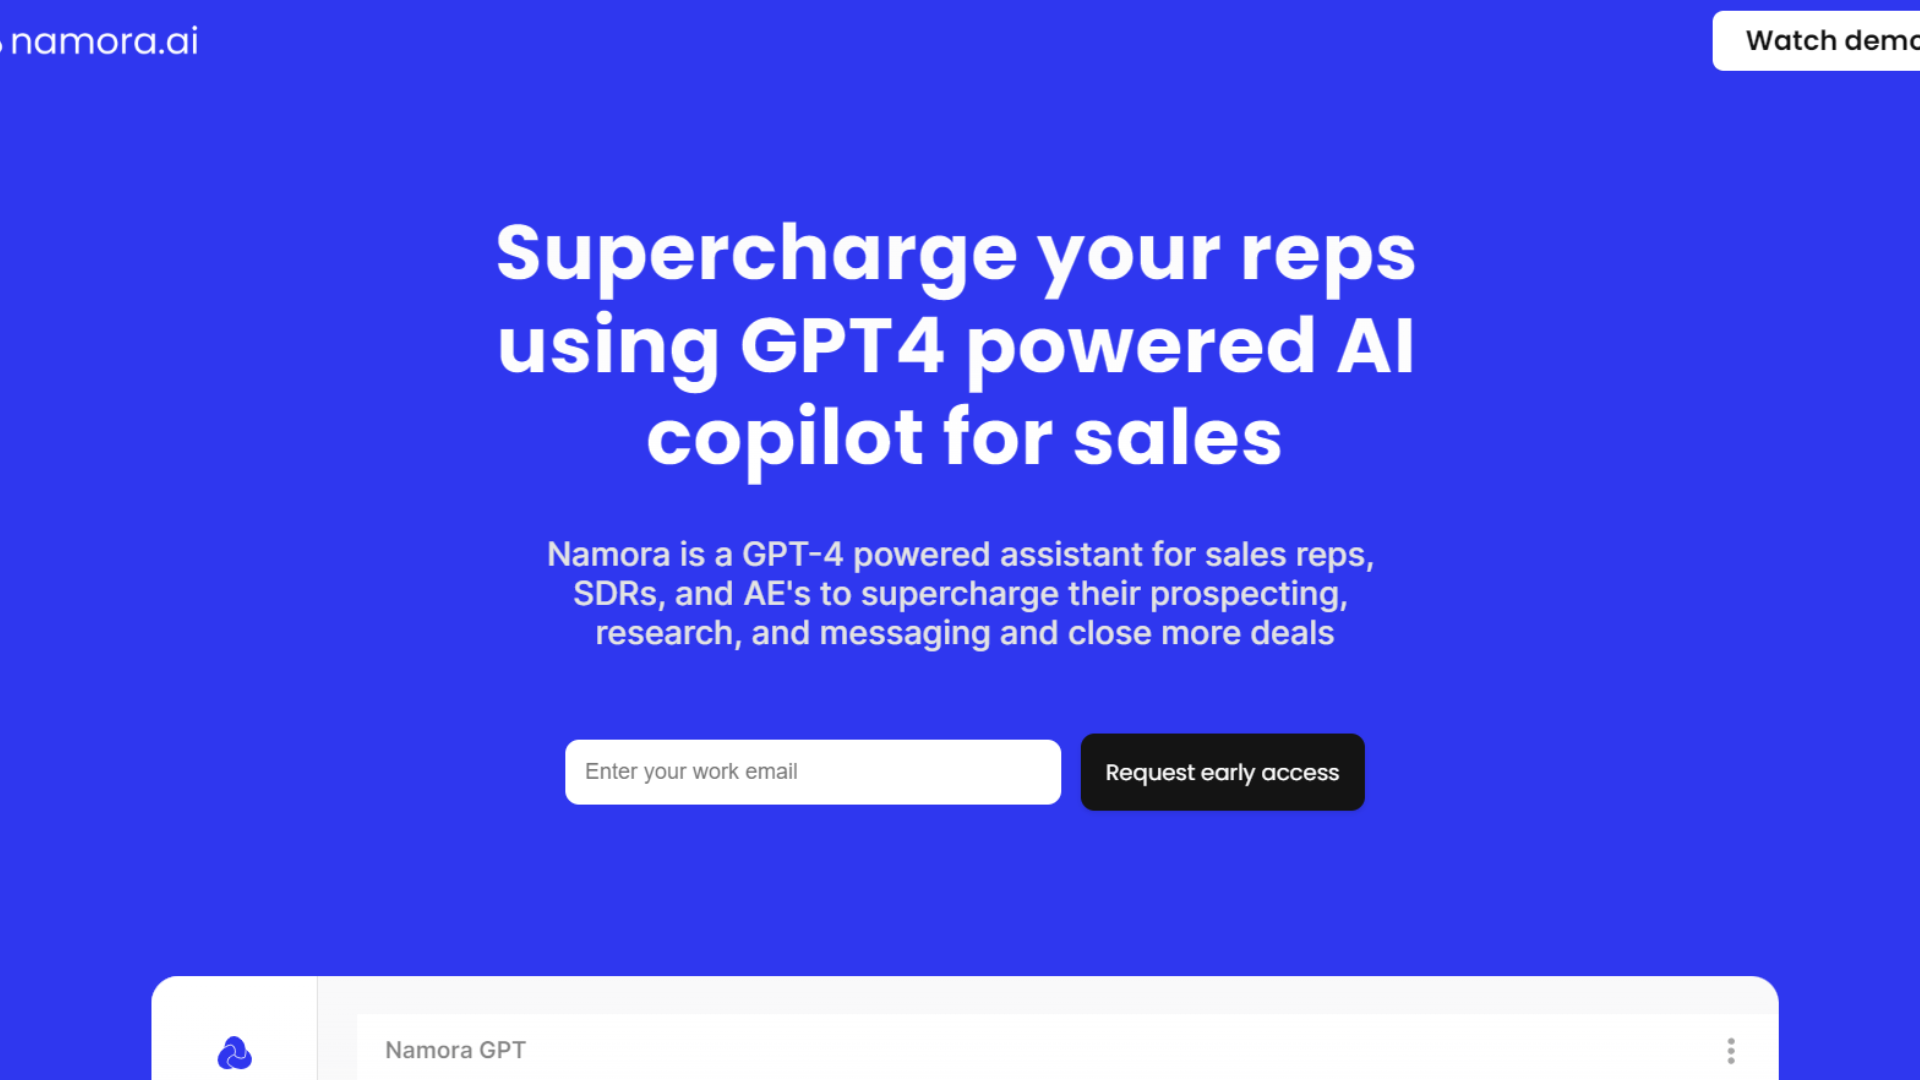 namora.ai
Watch demo
Supercharge your reps
using GPT4 powered AI
copilot for sales
Namora is a GPT-4 powered assistant for sales reps,
SDRs, and AE's to supercharge their prospecting,
research, and messaging and close more deals
Enter your work email
Request early access
Namora GPT